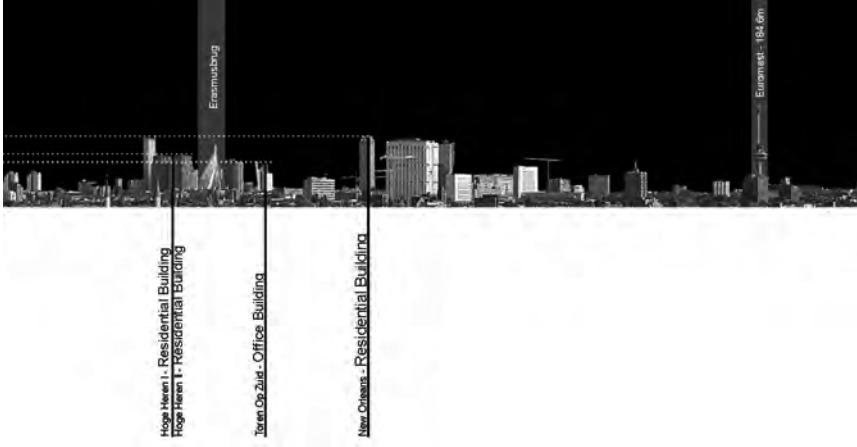 Erasmusbrug
Euromast - 184.6m
Hoge Heren I - Residential Building
Hoge Heren II - Residential Building
Toren Op Zuid - Office Building
New Orleans - Residential Building